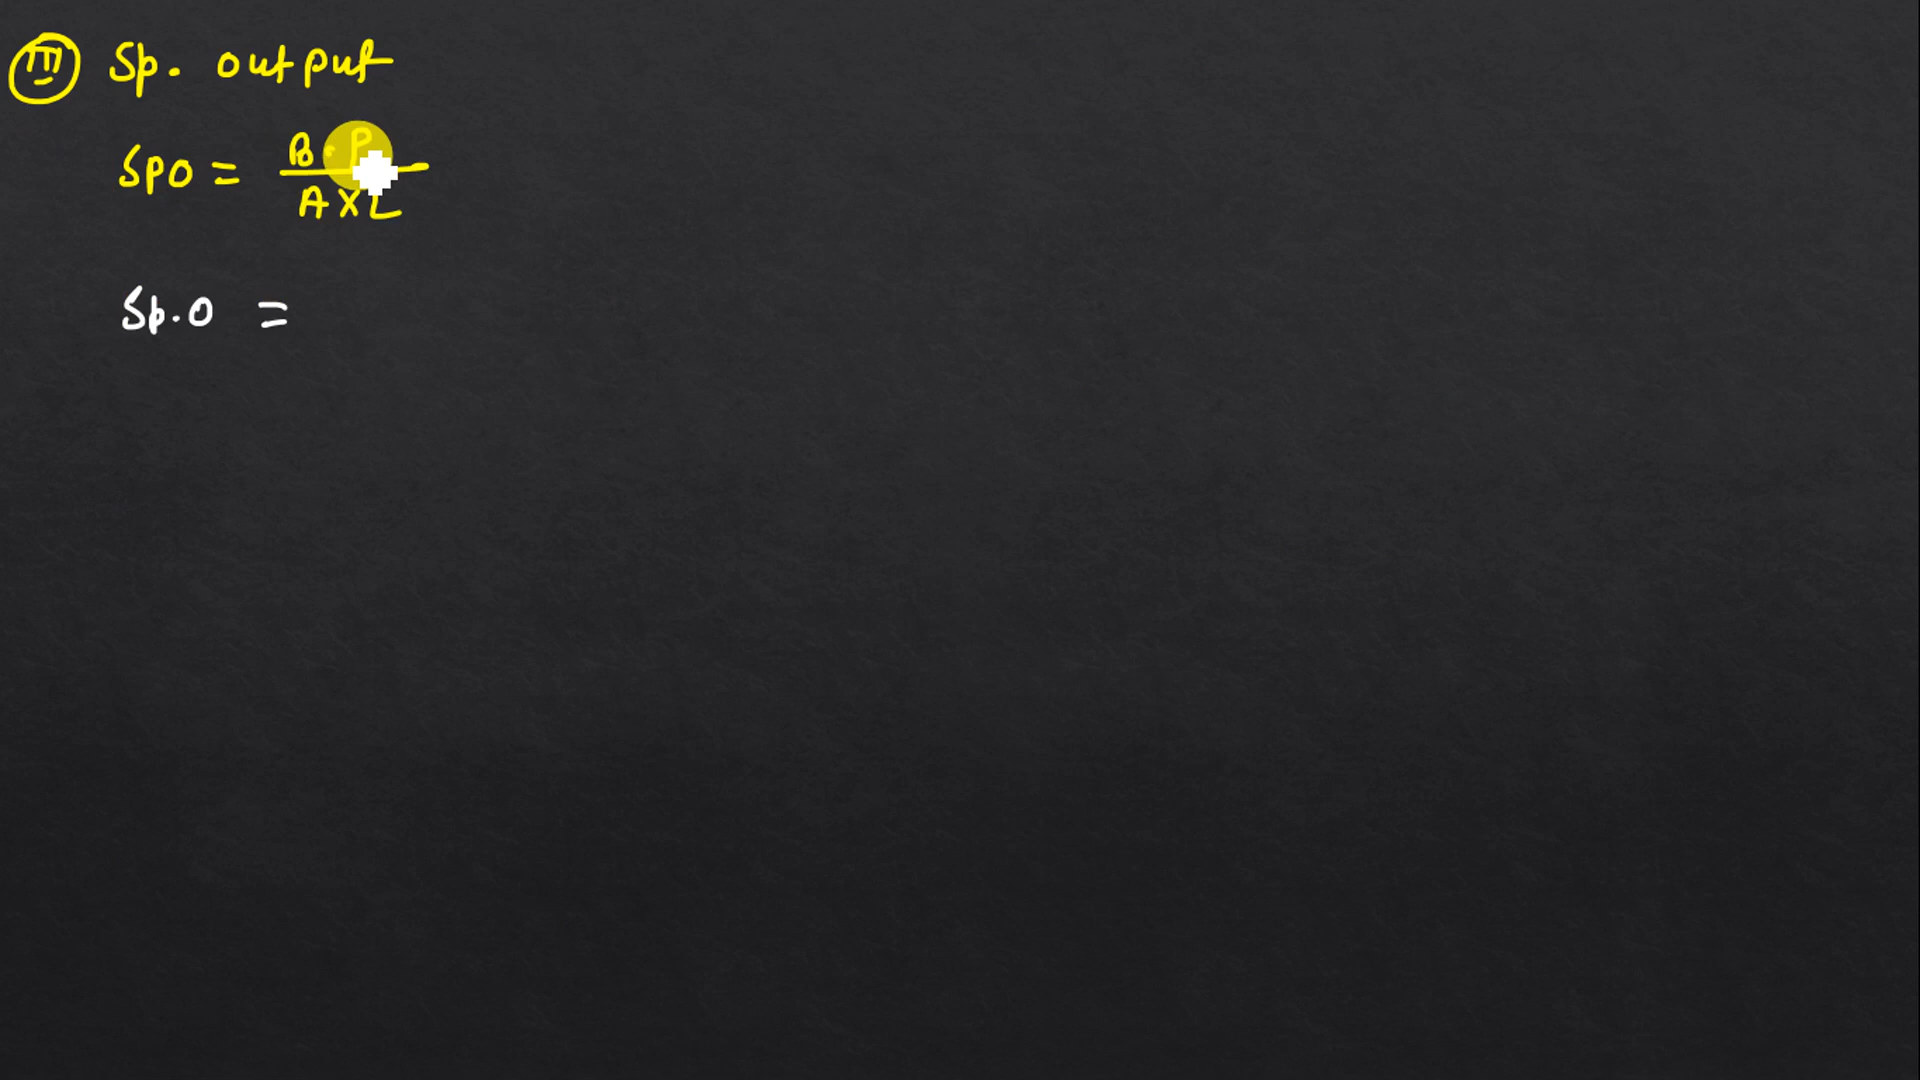 III Sp. output
SPO = B.P / A X L
Sp.O =